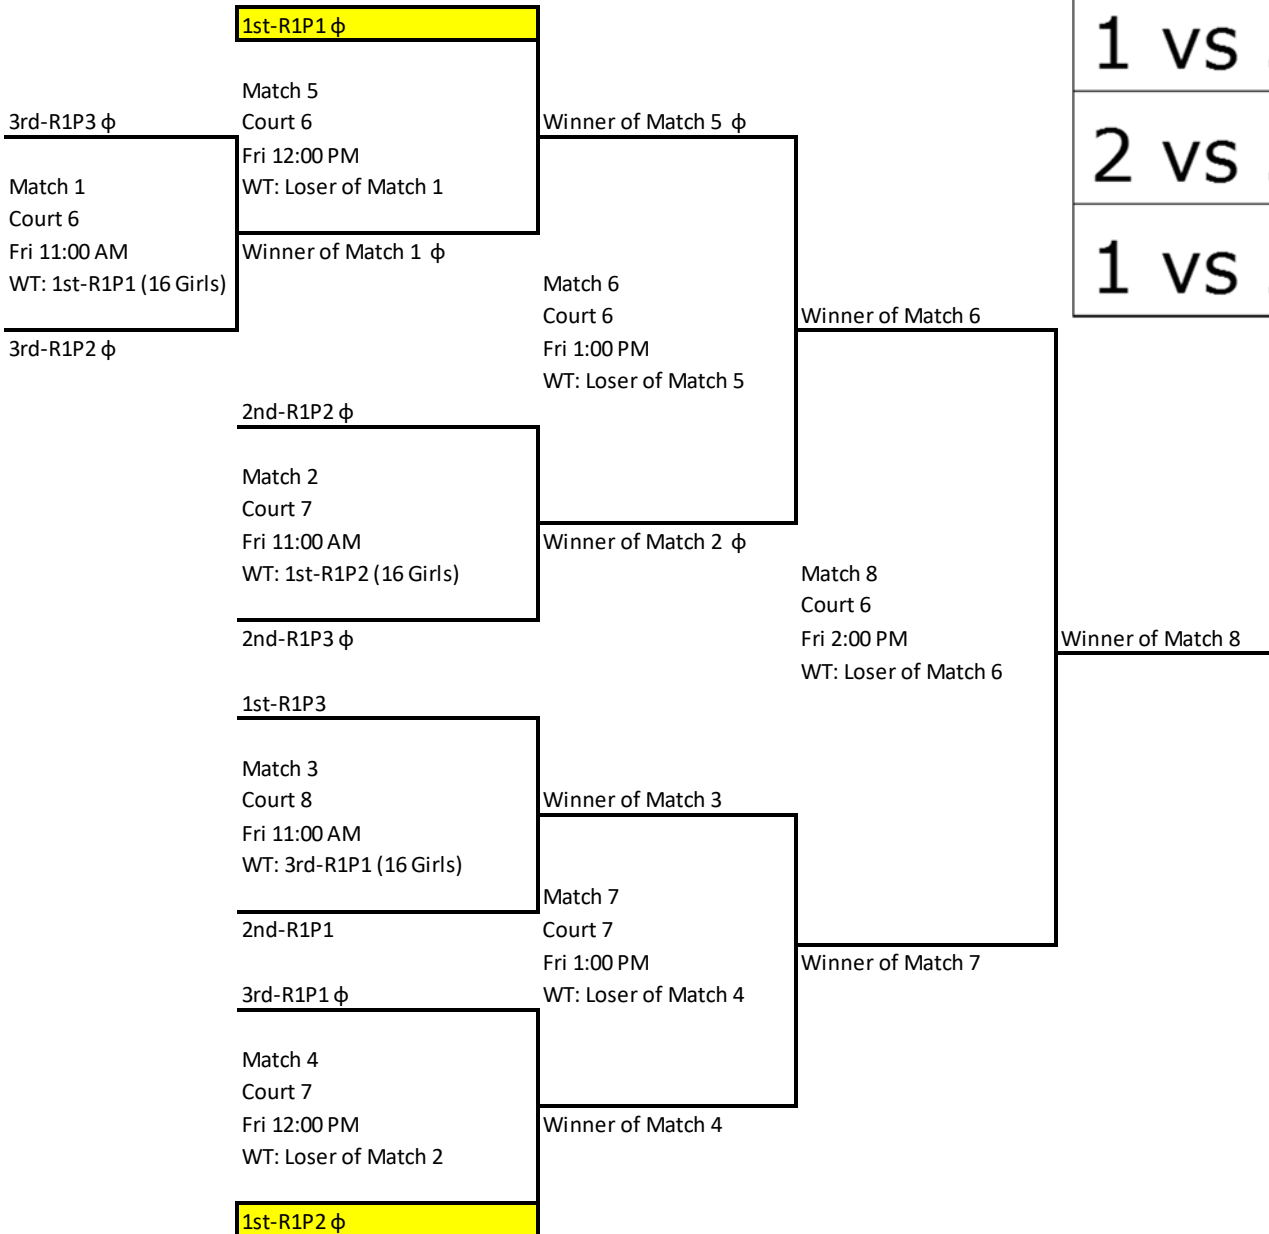 1st-R1P1 ф
Match 5
Court 6
Fri 12:00 PM
WT: Loser of Match 1
3rd-R1P3 ф
Match 1
Court 6
Fri 11:00 AM
WT: 1st-R1P1 (16 Girls)
3rd-R1P2 ф
Winner of Match 1 ф
Winner of Match 5 ф
Match 6
Court 6
Fri 1:00 PM
WT: Loser of Match 5
2nd-R1P2 ф
Match 2
Court 7
Fri 11:00 AM
WT: 1st-R1P2 (16 Girls)
2nd-R1P3 ф
Winner of Match 2 ф
Winner of Match 6
Match 8
Court 6
Fri 2:00 PM
WT: Loser of Match 6
Winner of Match 8
1st-R1P3
Match 3
Court 8
Fri 11:00 AM
WT: 3rd-R1P1 (16 Girls)
2nd-R1P1
Winner of Match 3
Match 7
Court 7
Fri 1:00 PM
WT: Loser of Match 4
Winner of Match 7
3rd-R1P1 ф
Match 4
Court 7
Fri 12:00 PM
WT: Loser of Match 2
1st-R1P2 ф
Winner of Match 4
1 vs
2 vs
1 vs